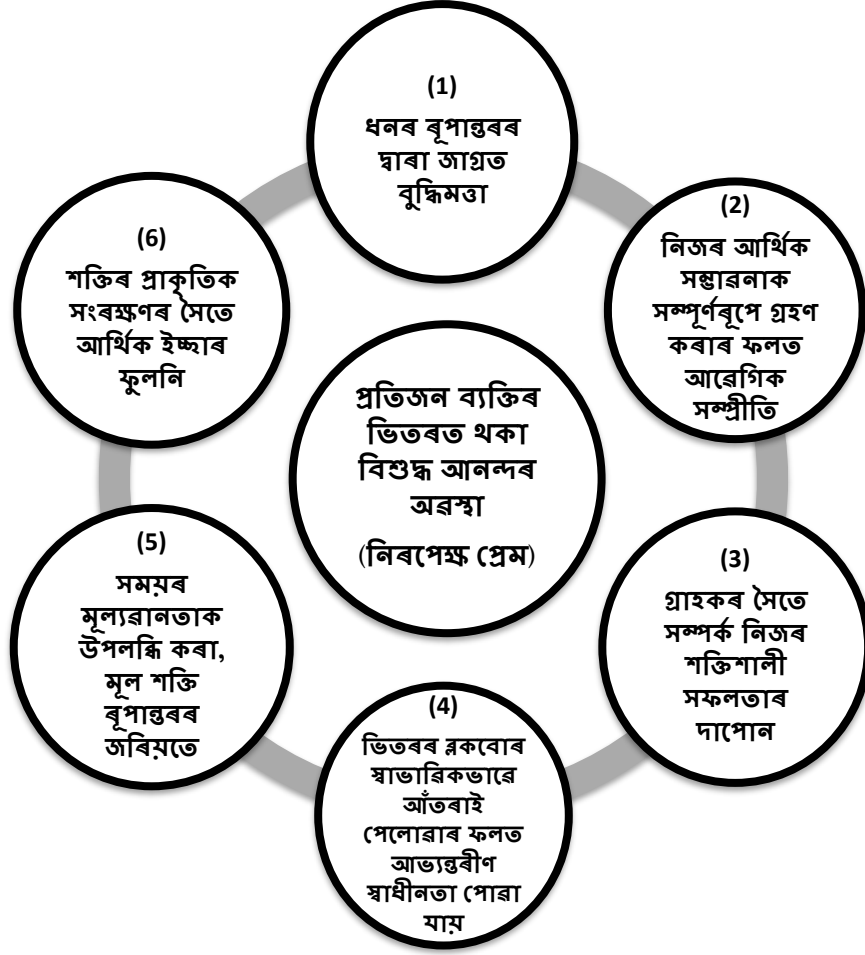 (1)
ধনৰ ৰূপান্তৰৰ
দ্বাৰা জাগ্ৰত
বুদ্ধিমত্তা
(2)
নিজৰ আৰ্থিক
সম্ভাৱনাক
সম্পূৰ্ণৰূপে গ্ৰহণ
কৰাৰ ফলত
আৱেগিক
সম্প্ৰীতি
(3)
গ্ৰাহকৰ সৈতে
সম্পৰ্ক নিজৰ
শক্তিশালী
সফলতাৰ
দাপোন
(4)
ভিতৰৰ ব্লকবোৰ
স্বাভাৱিকভাৱে
আঁতৰাই
পেলোৱাৰ ফলত
আভ্যন্তৰীণ
স্বাধীনতা পোৱা
যায়
(5)
সময়ৰ
মূল্যৱানতাক
উপলব্ধি কৰা,
মূল শক্তি
ৰূপান্তৰৰ
জৰিয়তে
(6)
শক্তিৰ প্ৰাকৃতিক
সংৰক্ষণৰ সৈতে
আৰ্থিক ইচ্ছাৰ
ফুলনি
প্ৰতিজন ব্যক্তিৰ
ভিতৰত থকা
বিশুদ্ধ আনন্দৰ
অৱস্থা
(নিৰপেক্ষ প্ৰেম)